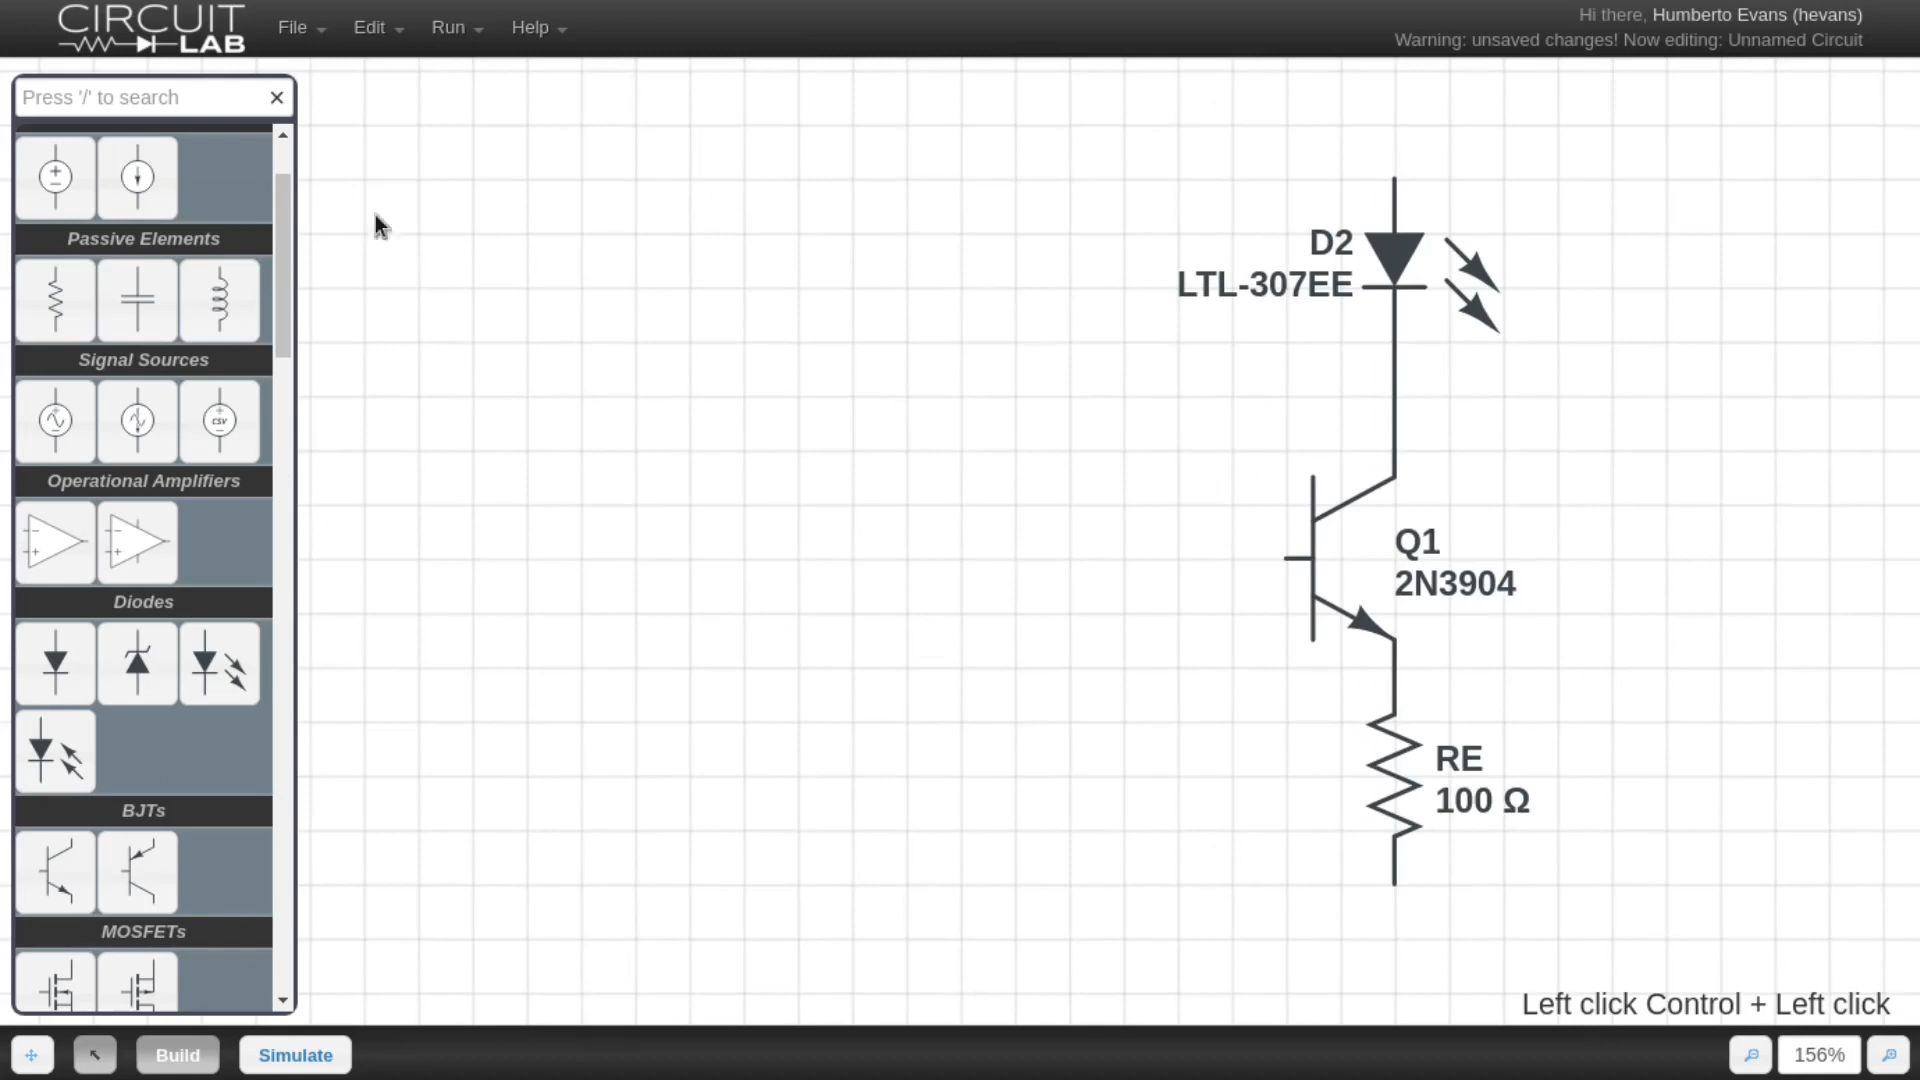 CIRCUIT
LAB
File
Edit
Run
Help
Hi there, Humberto Evans (hevans)
Warning: unsaved changes! Now editing: Unnamed Circuit
Press '/' to search
Passive Elements
Signal Sources
csv
Operational Amplifiers
Diodes
BJTs
MOSFETs
D2
LTL-307EE
Q1
2N3904
RE
100 Ω
Left click Control + Left click
Build
Simulate
156%